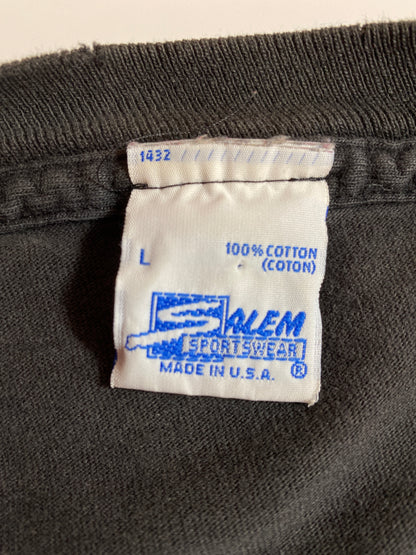 1432
L
100% COTTON
(COTON)
SALEM
SPORTSWEAR
MADE IN U.S.A. ®